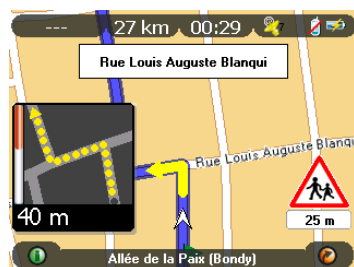 --- 27 km 00:29 7
Rue Louis Auguste Blanqui
Rue Louis Auguste Blanqu
40 m
25 m
Allée de la Paix (Bondy)